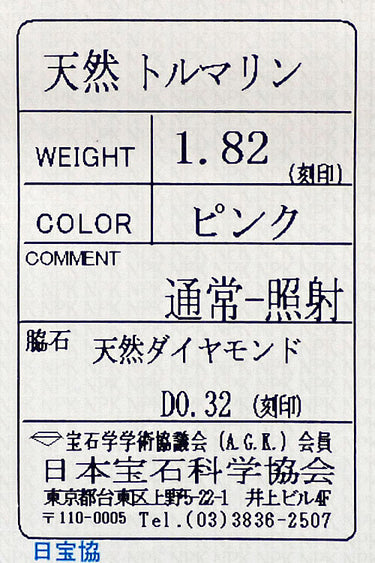 天然 トルマリン
WEIGHT 1.82 (刻印)
COLOR ピンク
COMMENT
通常-照射
脇石 天然ダイヤモンド
D0.32 (刻印)
宝石学学術協議会 (A.G.K.) 会員
日本宝石科学協会
東京都台東区上野5-22-1 井上ビル4F
〒110-0005 Tel.(03)3836-2507
日宝協